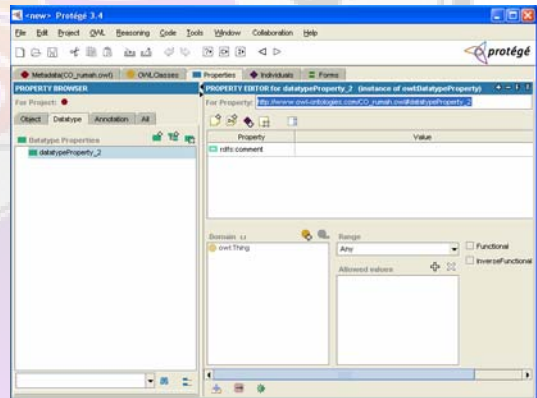 <new> Protégé 3.4
File Edit Project OWL Reasoning Code Tools Window Collaboration Help
protégé
Metadata(CO_rumah.owl) OWLClasses Properties Individuals Forms
PROPERTY BROWSER
For Project:
Object Datatype Annotation All
Datatype Properties
datatypeProperty_2
PROPERTY EDITOR for datatypeProperty_2 (instance of owl:DatatypeProperty)
For Property: http://www.owl-ontologies.com/CO_rumah.owl#datatypeProperty_2
Property Value
rdfs:comment
Domain
owl:Thing
Range
Any
Allowed values
Functional
InverseFunctional